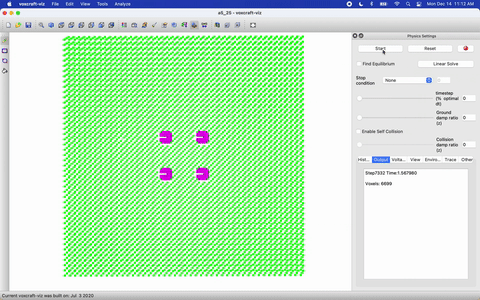 voxcraft-viz File Edit View Tools Analyze
Mon Dec 14 11:12 AM
a6_25 - voxcraft-viz
Physics Settings
Start Reset
Find Equilibrium Linear Solve
Stop condition None 0
timestep (% optimal dt) 0
Ground damp ratio (z) 0
Enable Self Collision
Collision damp ratio (z) 0
Hist... Output Volta... View Enviro... Trace Other
Step7332 Time:1.567980
Voxels: 6699
Current voxcraft-viz was built on: Jul 3 2020